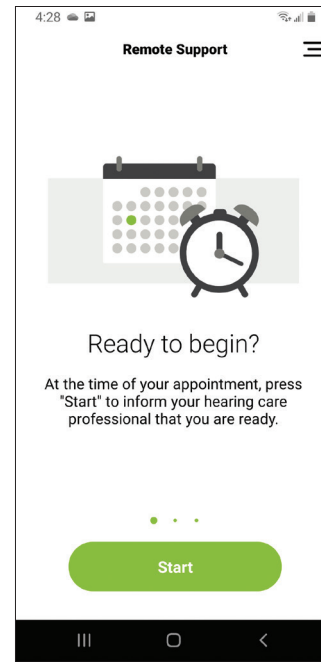 4:28
Remote Support
Ready to begin?
At the time of your appointment, press
"Start" to inform your hearing care
professional that you are ready.
Start